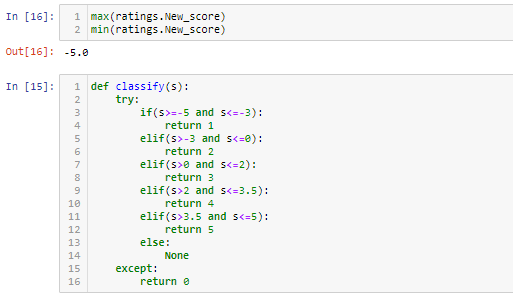 In [16]: 1 max(ratings.New_score)
2 min(ratings.New_score)
Out[16]: -5.0
In [15]: 1 def classify(s):
2     try:
3         if(s>=-5 and s<=-3):
4             return 1
5         elif(s>-3 and s<=0):
6             return 2
7         elif(s>0 and s<=2):
8             return 3
9         elif(s>2 and s<=3.5):
10             return 4
11         elif(s>3.5 and s<=5):
12             return 5
13         else:
14             None
15     except:
16         return 0